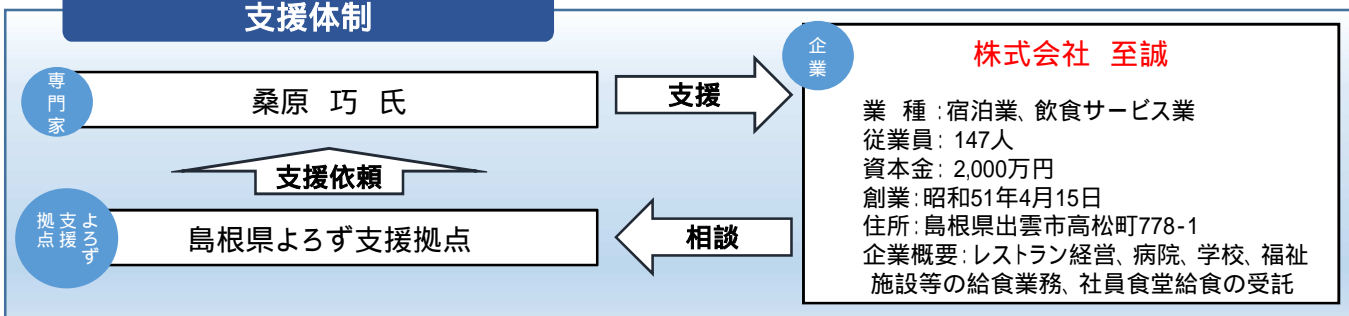 支援体制
専門家
桑原 巧 氏
支援
支援依頼
よろず支援拠点
島根県よろず支援拠点
相談
企業
株式会社 至誠
業 種：宿泊業、飲食サービス業
従業員：147人
資本金：2,000万円
創業：昭和51年4月15日
住所：島根県出雲市高松町778-1
企業概要：レストラン経営、病院、学校、福祉
施設等の給食業務、社員食堂給食の受託